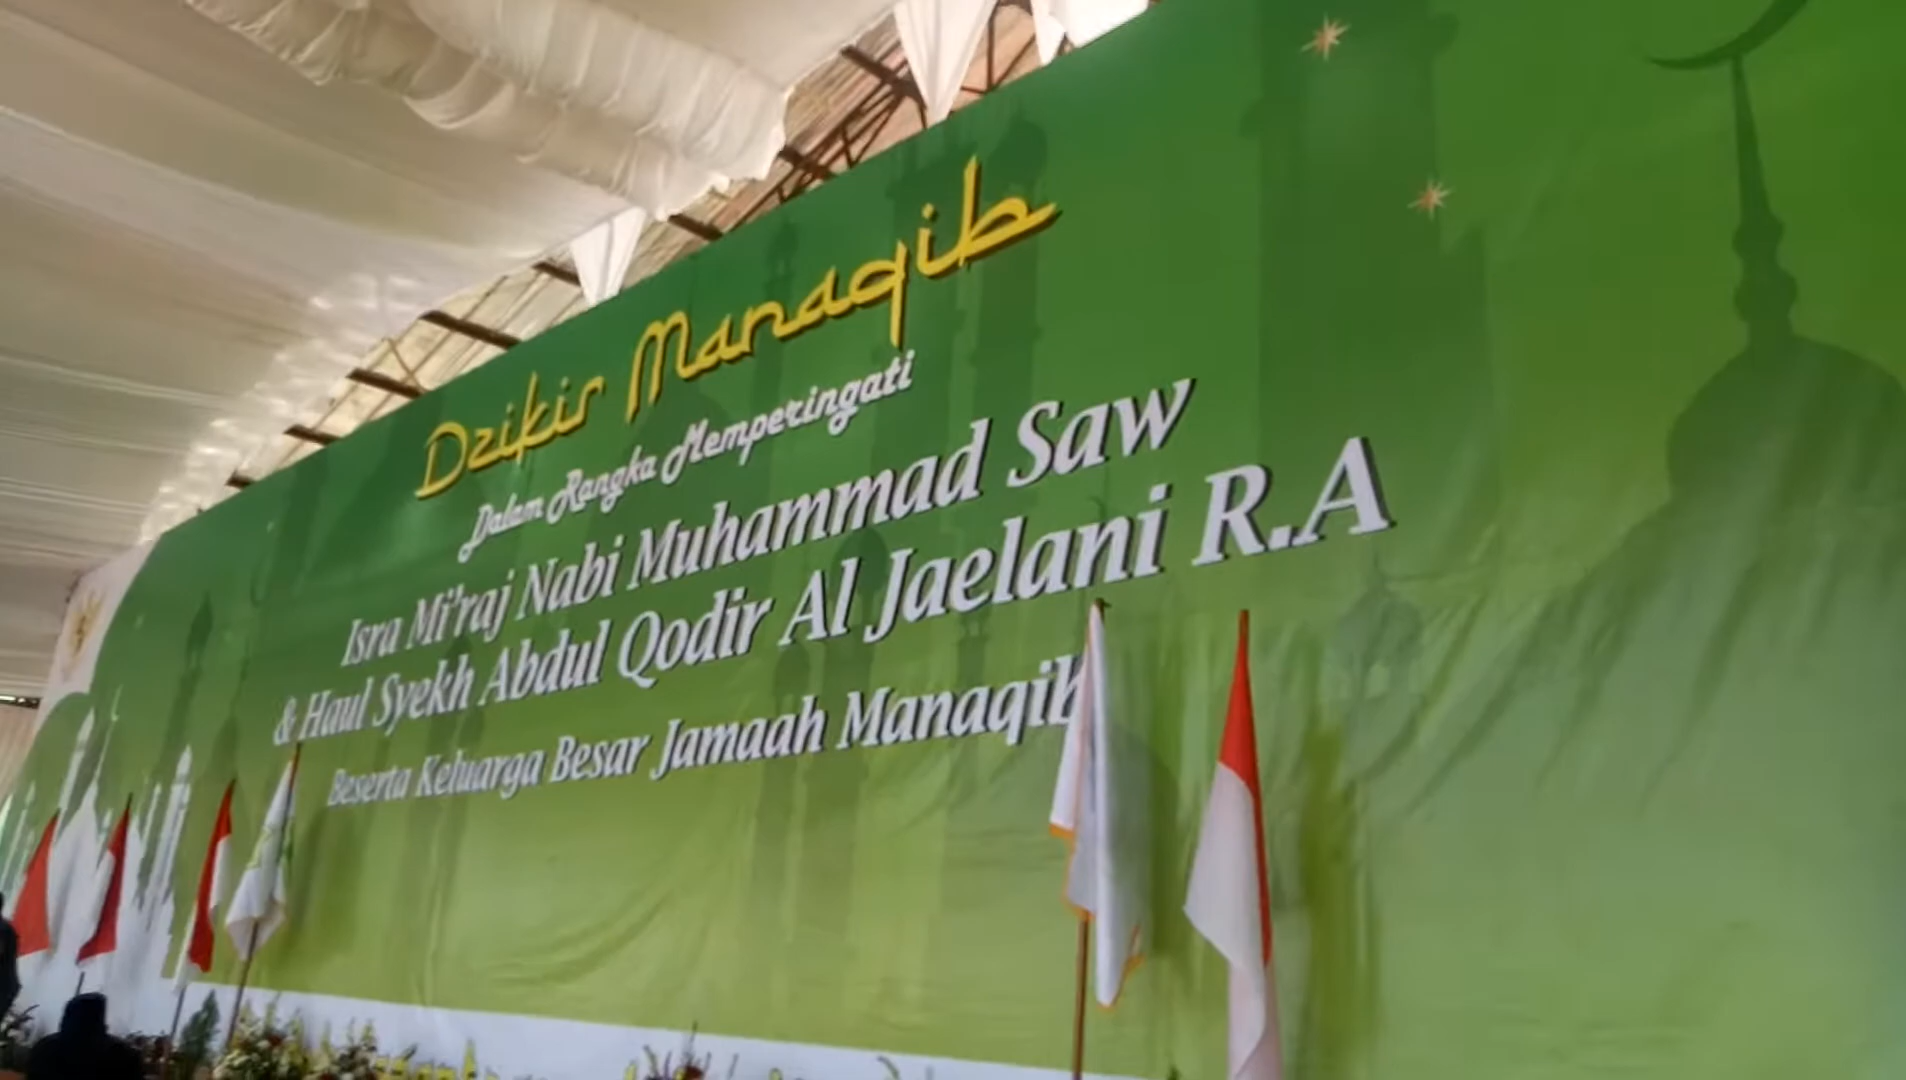 Dzikir Manaqib
Dalam Rangka Memperingati
Isra Mi'raj Nabi Muhammad Saw
& Haul Syekh Abdul Qodir Al Jaelani R.A
Beserta Keluarga Besar Jamaah Manaqib